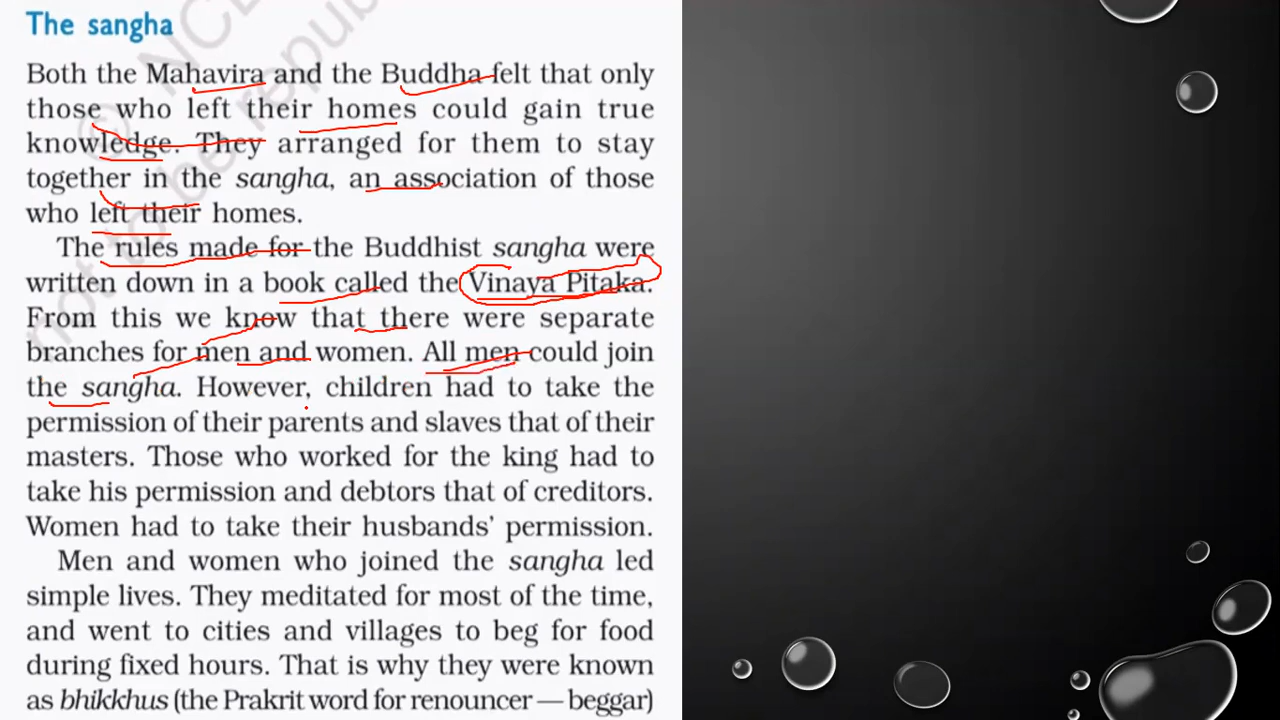 The sangha
Both the Mahavira and the Buddha felt that only
those who left their homes could gain true
knowledge. They arranged for them to stay
together in the sangha, an association of those
who left their homes.
The rules made for the Buddhist sangha were
written down in a book called the Vinaya Pitaka.
From this we know that there were separate
branches for men and women. All men could join
the sangha. However, children had to take the
permission of their parents and slaves that of their
masters. Those who worked for the king had to
take his permission and debtors that of creditors.
Women had to take their husbands’ permission.
Men and women who joined the sangha led
simple lives. They meditated for most of the time,
and went to cities and villages to beg for food
during fixed hours. That is why they were known
as bhikkhus (the Prakrit word for renouncer — beggar)
© NC
not to be republ